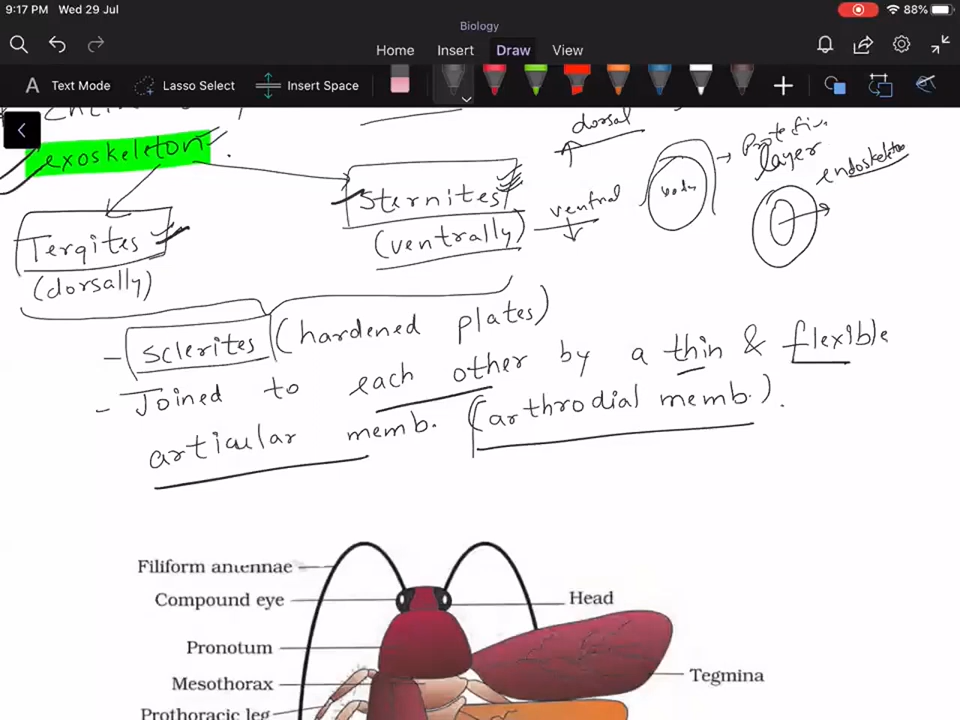 9:17 PM Wed 29 Jul
88%
Biology
Home Insert Draw View
Text Mode Lasso Select Insert Space
exoskeleton.
dorsal
Protective layer
endoskeleton
body
Sternites
ventral
(ventrally)
Tergites
(dorsally)
- Sclerites (hardened plates)
- Joined to each other by a thin & flexible
articular memb. (arthrodial memb.).
Filiform antennae
Compound eye
Head
Pronotum
Mesothorax
Tegmina
Prothoracic leg